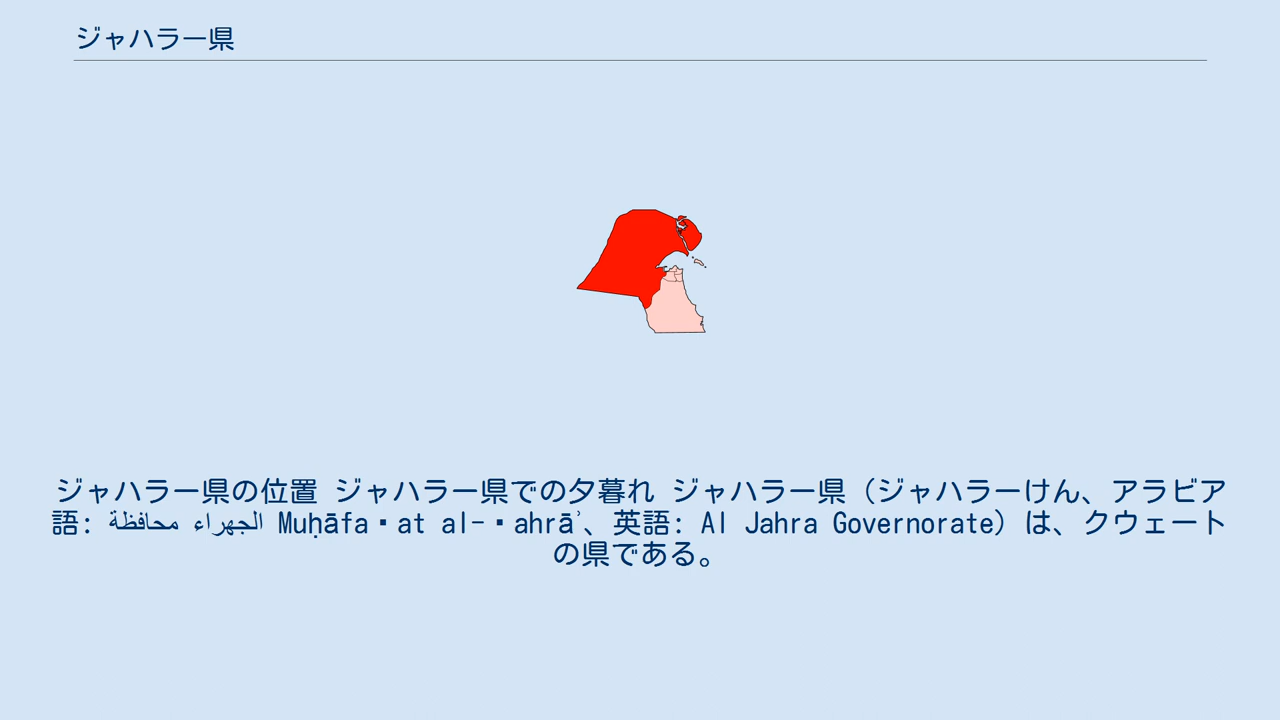 ジャハラー県
ジャハラー県の位置 ジャハラー県での夕暮れ ジャハラー県（ジャハラーけん、アラビア
語: محافظة الجهراء Muḥāfa at al- ahrāʾ、英語: Al Jahra Governorate）は、クウェート
の県である。